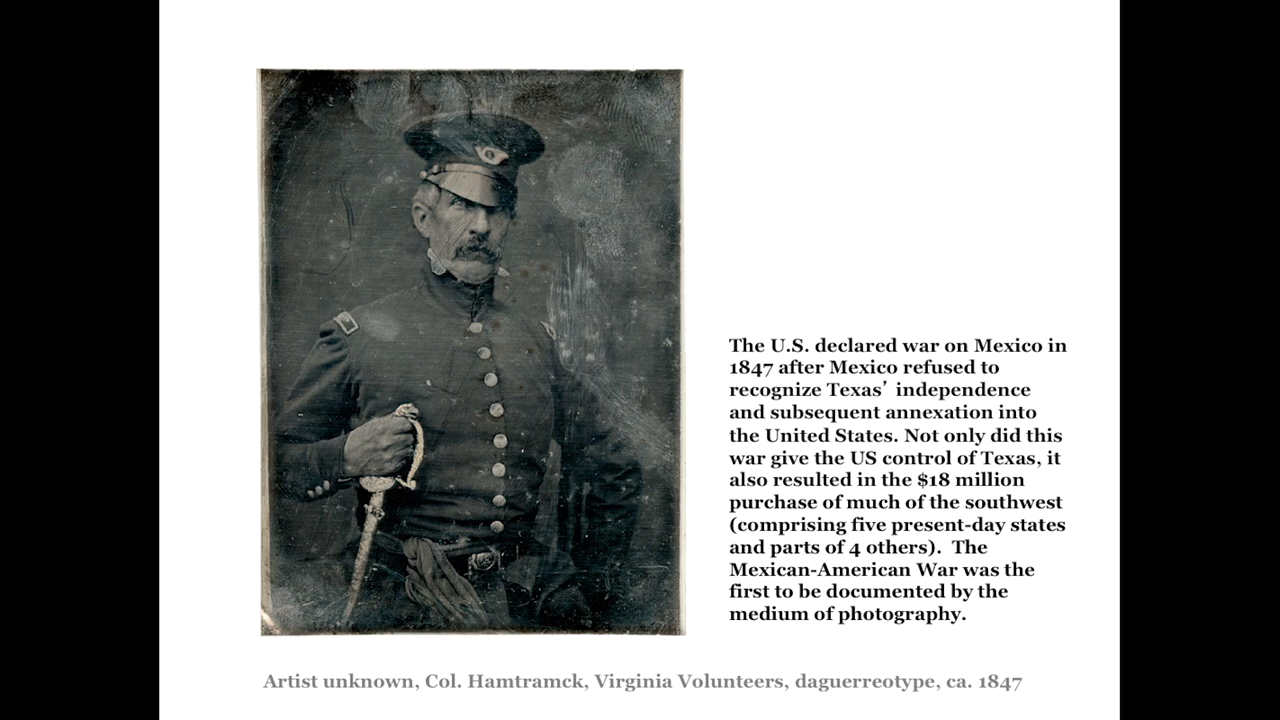 The U.S. declared war on Mexico in
1847 after Mexico refused to
recognize Texas’ independence
and subsequent annexation into
the United States. Not only did this
war give the US control of Texas, it
also resulted in the $18 million
purchase of much of the southwest
(comprising five present-day states
and parts of 4 others).  The
Mexican-American War was the
first to be documented by the
medium of photography.
Artist unknown, Col. Hamtramck, Virginia Volunteers, daguerreotype, ca. 1847